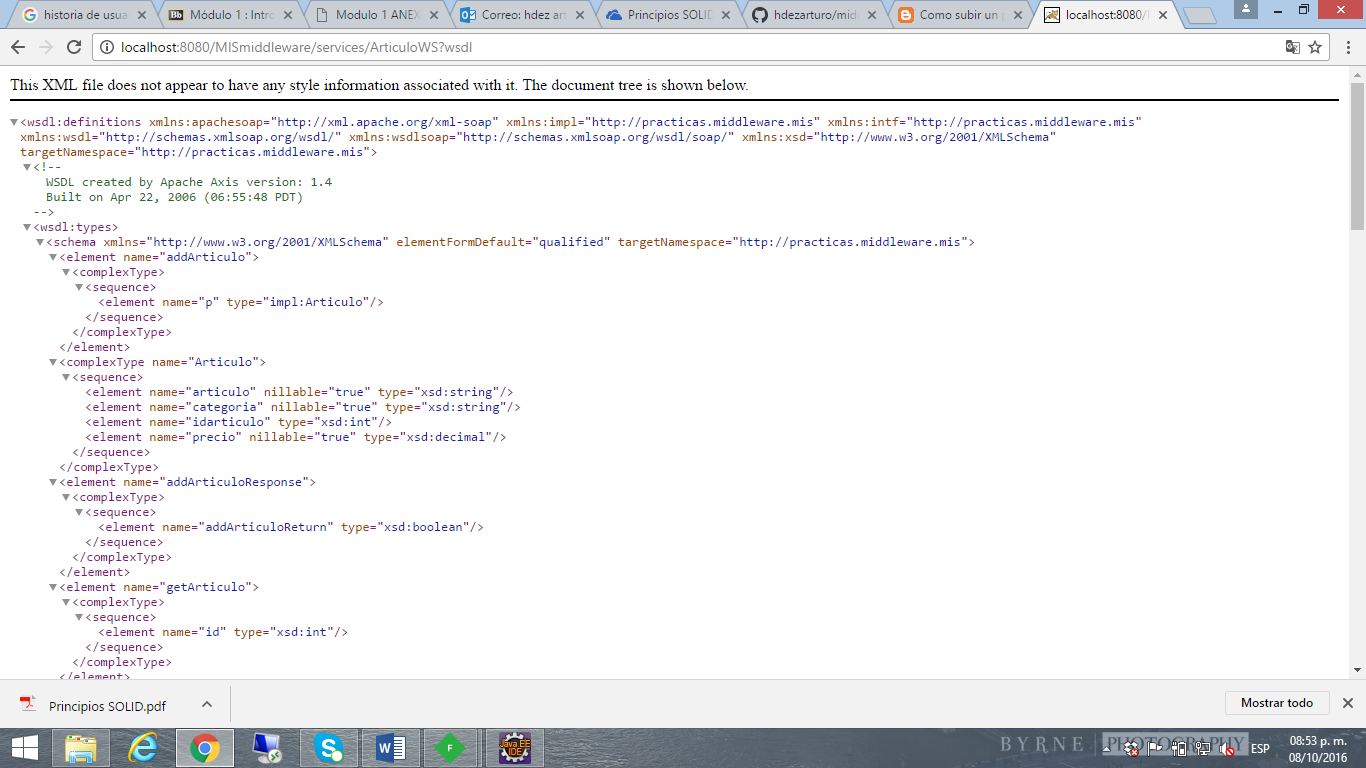 historia de usua
Bb Módulo 1 : Intro
Modulo 1 ANEX
Correo: hdez art
Principios SOLID
hdezarturo/mid
Como subir un p
localhost:8080/
localhost:8080/MISmiddleware/services/ArticuloWS?wsdl
This XML file does not appear to have any style information associated with it. The document tree is shown below.
<wsdl:definitions xmlns:apachesoap="http://xml.apache.org/xml-soap" xmlns:impl="http://practicas.middleware.mis" xmlns:intf="http://practicas.middleware.mis"
xmlns:wsdl="http://schemas.xmlsoap.org/wsdl/" xmlns:wsdlsoap="http://schemas.xmlsoap.org/wsdl/soap/" xmlns:xsd="http://www.w3.org/2001/XMLSchema"
targetNamespace="http://practicas.middleware.mis">
<!--
WSDL created by Apache Axis version: 1.4
Built on Apr 22, 2006 (06:55:48 PDT)
-->
<wsdl:types>
<schema xmlns="http://www.w3.org/2001/XMLSchema" elementFormDefault="qualified" targetNamespace="http://practicas.middleware.mis">
<element name="addArticulo">
<complexType>
<sequence>
<element name="p" type="impl:Articulo"/>
</sequence>
</complexType>
</element>
<complexType name="Articulo">
<sequence>
<element name="articulo" nillable="true" type="xsd:string"/>
<element name="categoria" nillable="true" type="xsd:string"/>
<element name="idarticulo" type="xsd:int"/>
<element name="precio" nillable="true" type="xsd:decimal"/>
</sequence>
</complexType>
<element name="addArticuloResponse">
<complexType>
<sequence>
<element name="addArticuloReturn" type="xsd:boolean"/>
</sequence>
</complexType>
</element>
<element name="getArticulo">
<complexType>
<sequence>
<element name="id" type="xsd:int"/>
</sequence>
</complexType>
</element>
Principios SOLID.pdf
Mostrar todo
Java EE
IDE
BYRNE PHOTOGRAPHY
ESP
08:53 p. m.
08/10/2016